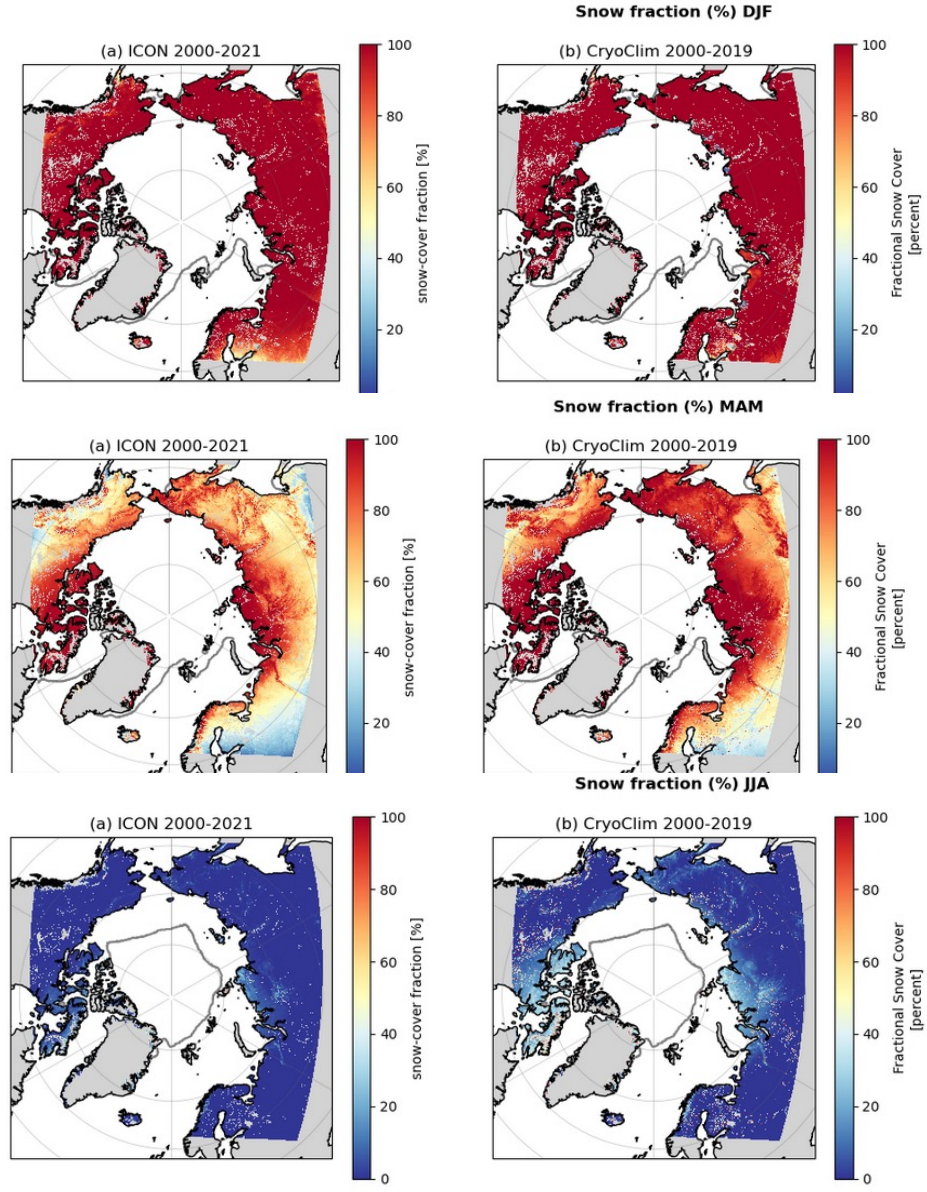 Snow fraction (%) DJF
(a) ICON 2000-2021
(b) CryoClim 2000-2019
100
80
60
40
20
snow-cover fraction [%]
100
80
60
40
20
Fractional Snow Cover
[percent]
Snow fraction (%) MAM
(a) ICON 2000-2021
(b) CryoClim 2000-2019
100
80
60
40
20
snow-cover fraction [%]
100
80
60
40
20
Fractional Snow Cover
[percent]
Snow fraction (%) JJA
(a) ICON 2000-2021
(b) CryoClim 2000-2019
100
80
60
40
20
0
snow-cover fraction [%]
100
80
60
40
20
0
Fractional Snow Cover
[percent]